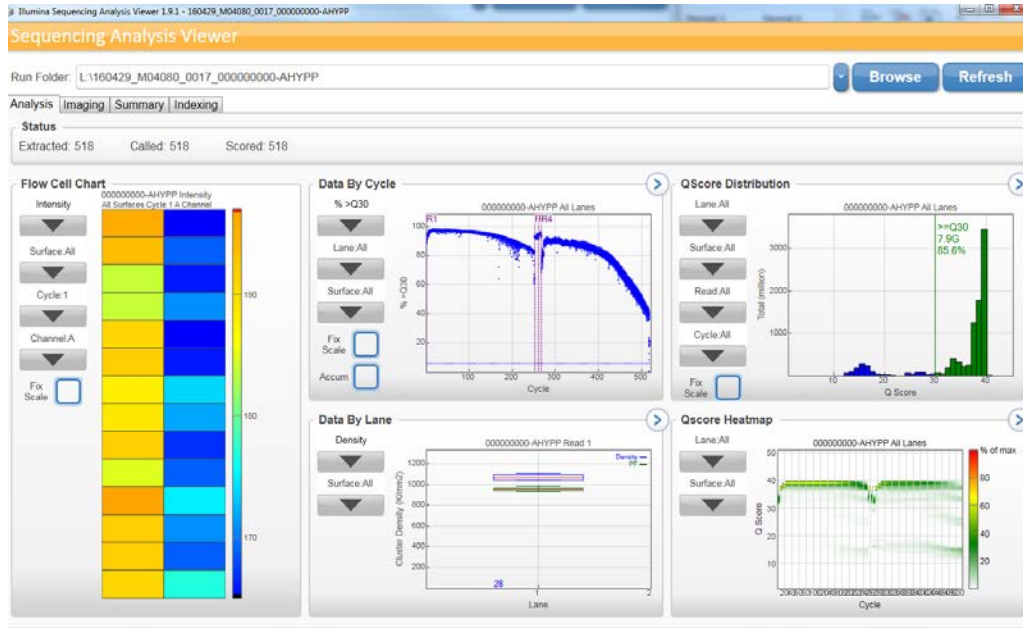 Illumina Sequencing Analysis Viewer 1.9.1 - 160429_M04080_0017_000000000-AHYPP
Sequencing Analysis Viewer
Run Folder: L:\160429_M04080_0017_000000000-AHYPP
Browse
Refresh
Analysis Imaging Summary Indexing
Status
Extracted: 518 Called: 518 Scored: 518
Flow Cell Chart
Intensity
Surface:All
Cycle:1
Channel:A
Fix
Scale
000000000-AHYPP Intensity
All Surfaces Cycle 1 A Channel
190
180
170
Data By Cycle
% >Q30
Lane:All
Surface:All
Fix
Scale
Accum
000000000-AHYPP All Lanes
R1 R4
% >Q30
100
80
60
40
20
100 200 300 400 500
Cycle
QScore Distribution
Lane:All
Surface:All
Read:All
Cycle:All
Fix
Scale
000000000-AHYPP All Lanes
>=Q30
7.9G
85.6%
Total (million)
3000
2000
1000
10 20 30 40
Q Score
Data By Lane
Density
Surface:All
000000000-AHYPP Read 1
Density
PF
Cluster Density (K/mm2)
1200
1000
800
600
400
200
28
1 2
Lane
Qscore Heatmap
Lane:All
Surface:All
000000000-AHYPP All Lanes
% of max
Q Score
50
40
30
20
10
80
60
40
20
Cycle